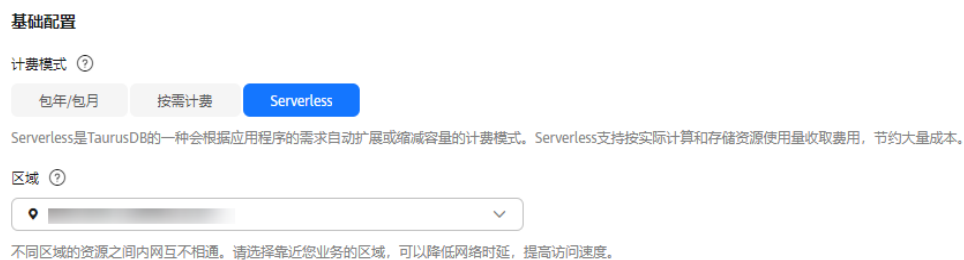 基础配置
计费模式 ?
包年/包月 按需计费 Serverless
Serverless是TaurusDB的一种会根据应用程序的需求自动扩展或缩减容量的计费模式。Serverless支持按实际计算和存储资源使用量收取费用，节约大量成本。
区域 ?
不同区域的资源之间内网互不相通。请选择靠近您业务的区域，可以降低网络时延，提高访问速度。